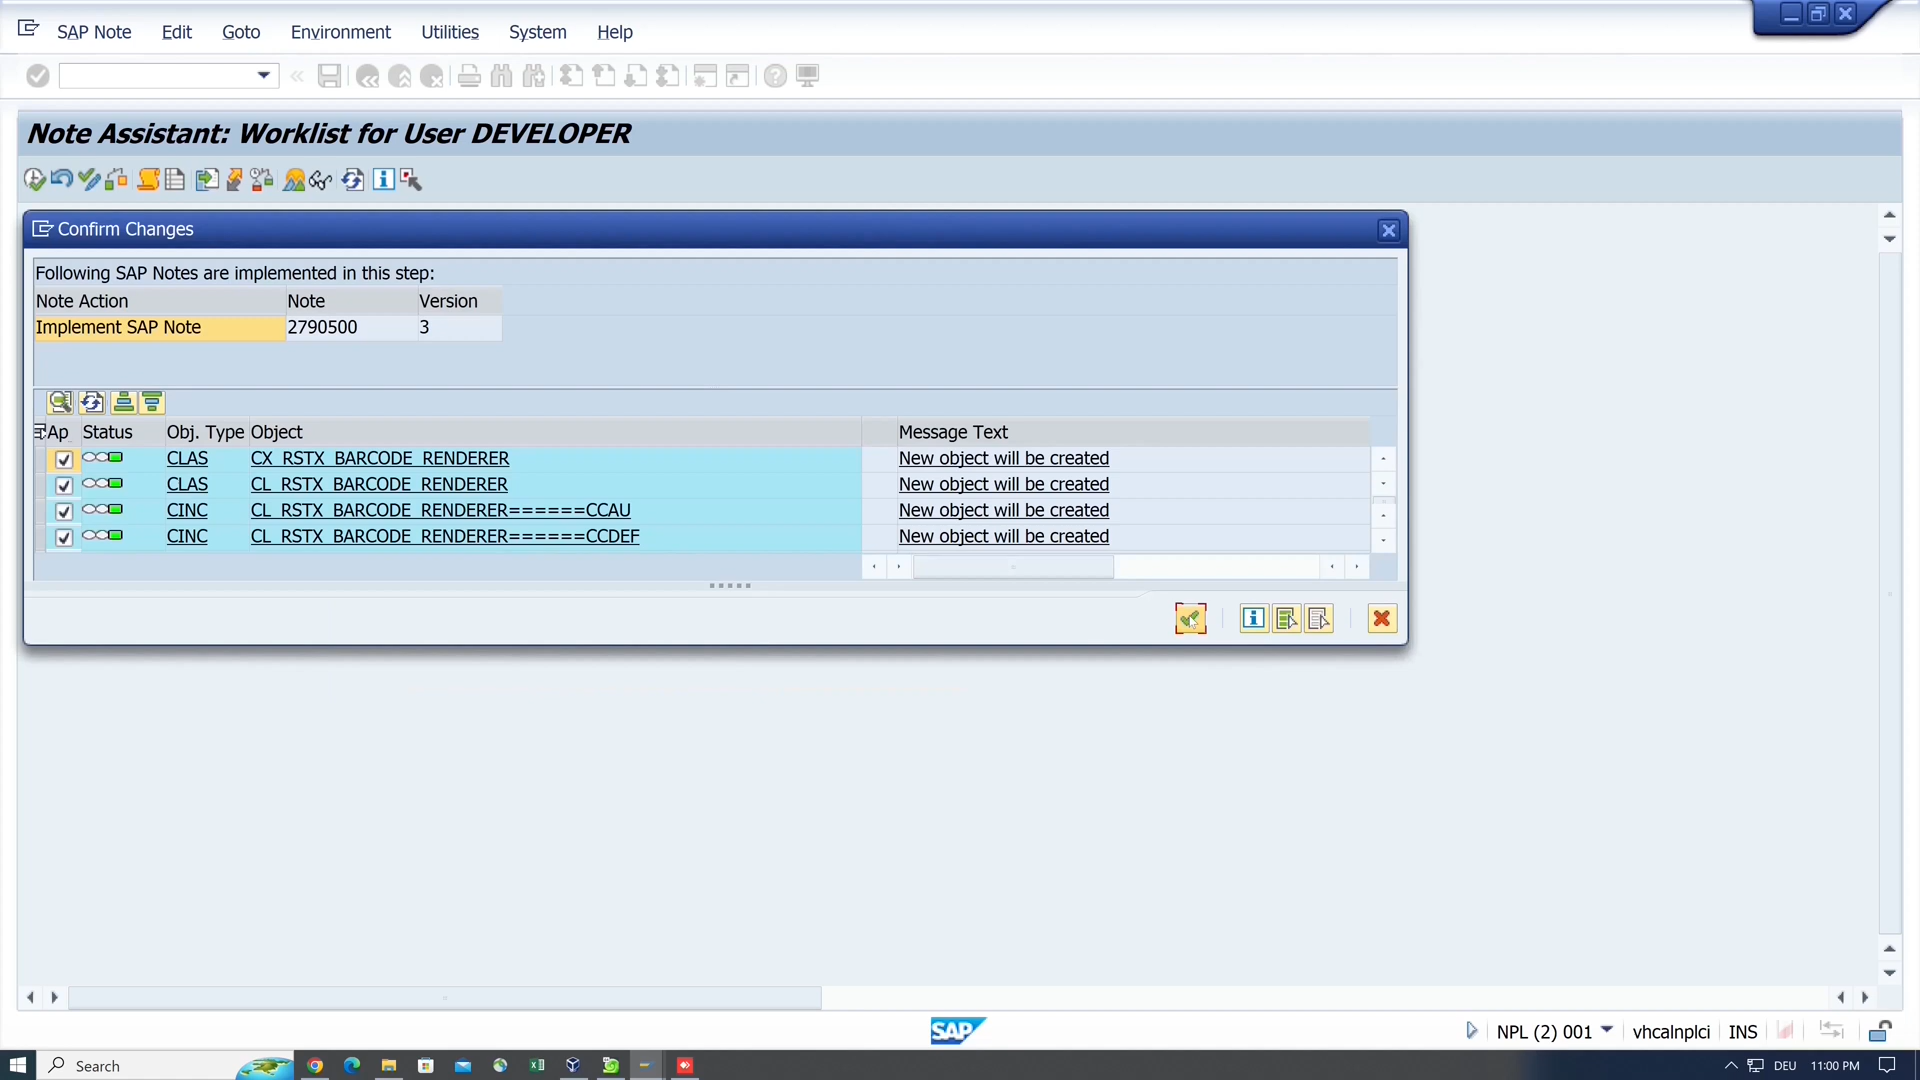 SAP Note Edit Goto Environment Utilities System Help
Note Assistant: Worklist for User DEVELOPER
Confirm Changes
Following SAP Notes are implemented in this step:
Note Action Note Version
Implement SAP Note 2790500 3
Ap Status Obj. Type Object Message Text
CLAS CX_RSTX_BARCODE_RENDERER New object will be created
CLAS CL_RSTX_BARCODE_RENDERER New object will be created
CINC CL_RSTX_BARCODE_RENDERER======CCAU New object will be created
CINC CL_RSTX_BARCODE_RENDERER======CCDEF New object will be created
SAP NPL (2) 001 vhcalnplci INS
Search DEU 11:00 PM